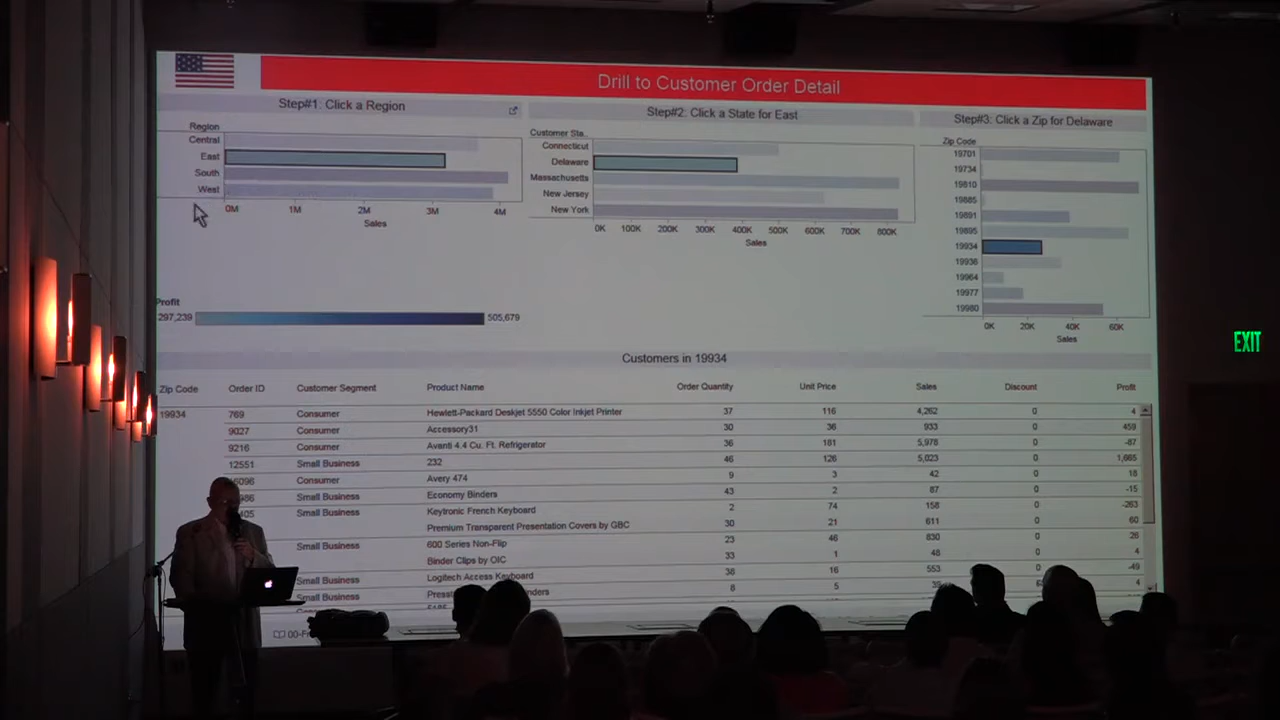 Drill to Customer Order Detail
Step#1: Click a Region
Region
Central
East
South
West
0M 1M 2M 3M 4M
Sales
Step#2: Click a State for East
Customer Sta..
Connecticut
Delaware
Massachusetts
New Jersey
New York
0K 100K 200K 300K 400K 500K 600K 700K 800K
Sales
Step#3: Click a Zip for Delaware
Zip Code
19701
19734
19810
19885
19891
19895
19934
19938
19964
19977
19980
0K 20K 40K 60K
Sales
Profit
297,239 505,679
EXIT
Customers in 19934
Zip Code Order ID Customer Segment Product Name Order Quantity Unit Price Sales Discount Profit
19934 769 Consumer Hewlett-Packard Deskjet 5550 Color Inkjet Printer 37 116 4,262 0 4
9027 Consumer Accessory31 30 36 933 0 459
9216 Consumer Avanti 4.4 Cu. Ft. Refrigerator 36 181 5,978 0 -87
12551 Small Business 232 46 126 5,023 0 1,665
Consumer Avery 474 9 3 42 0 18
Small Business Economy Binders 43 2 87 0 -15
Small Business Keytronic French Keyboard 2 74 158 0 -263
Premium Transparent Presentation Covers by GBC 30 21 611 0 60
Small Business 600 Series Non-Flip 23 46 830 0 26
Binder Clips by OIC 33 1 48 0 4
Small Business Logitech Access Keyboard 38 16 553 0 -49
Small Business 8 5 4